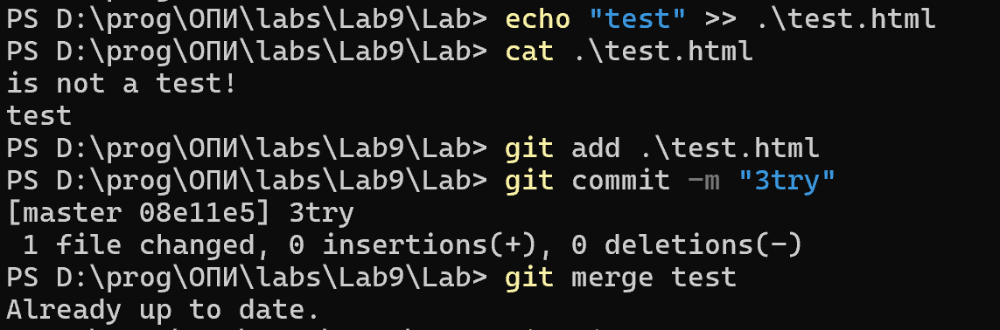 PS D:\prog\ОПИ\labs\Lab9\Lab> echo "test" >> .\test.html
PS D:\prog\ОПИ\labs\Lab9\Lab> cat .\test.html
is not a test!
test
PS D:\prog\ОПИ\labs\Lab9\Lab> git add .\test.html
PS D:\prog\ОПИ\labs\Lab9\Lab> git commit -m "3try"
[master 08e11e5] 3try
 1 file changed, 0 insertions(+), 0 deletions(-)
PS D:\prog\ОПИ\labs\Lab9\Lab> git merge test
Already up to date.